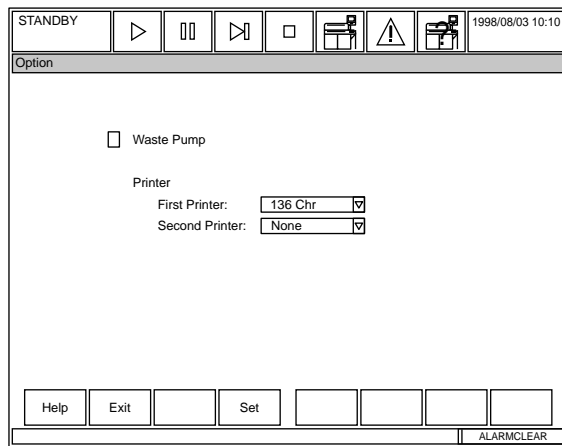 STANDBY
1998/08/03 10:10
Option
Waste Pump
Printer
First Printer: 136 Chr
Second Printer: None
Help Exit Set
ALARMCLEAR